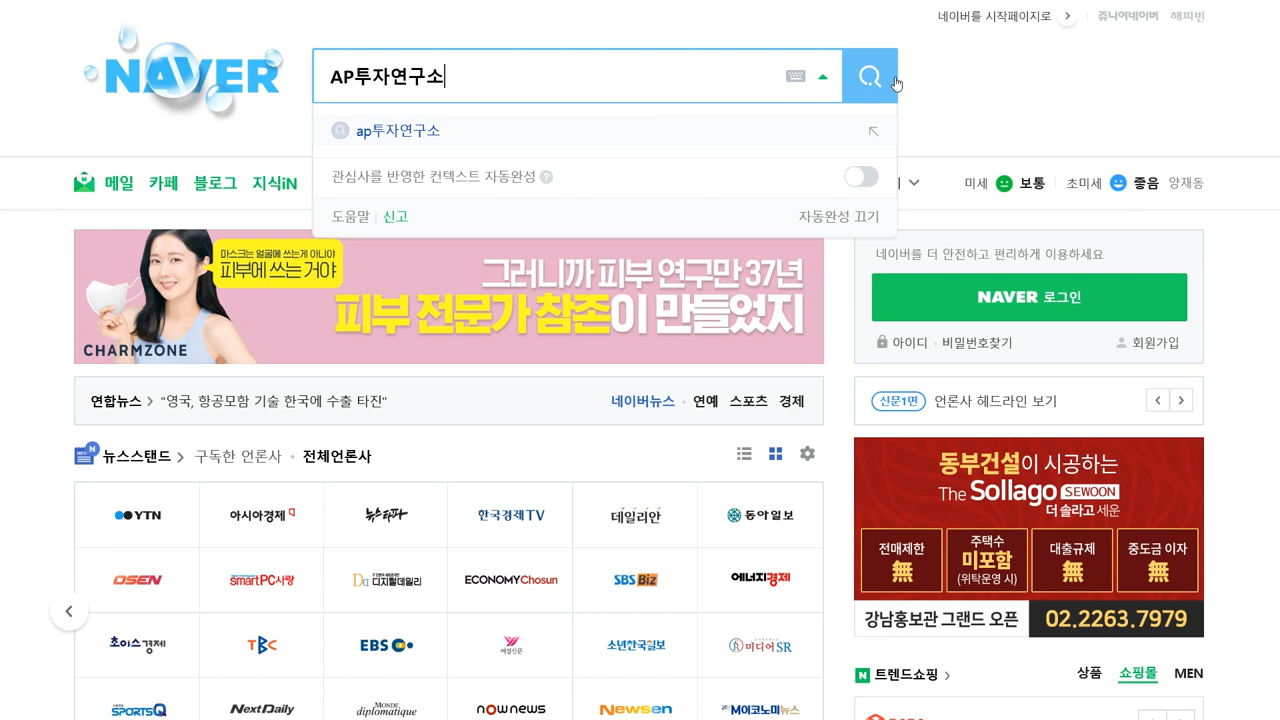 네이버를 시작페이지로
쥬니어네이버 해피빈
NAVER
AP투자연구소
ap투자연구소
관심사를 반영한 컨텍스트 자동완성 ?
도움말 신고
자동완성 끄기
메일 카페 블로그 지식iN
미세 보통 초미세 좋음 양재동
마스크는 얼굴에 쓰는게 아니야
피부에 쓰는 거야
그러니까 피부 연구만 37년
피부 전문가 참존이 만들었지
CHARMZONE
네이버를 더 안전하고 편리하게 이용하세요
NAVER 로그인
아이디 · 비밀번호찾기
회원가입
연합뉴스 > "영국, 항공모함 기술 한국에 수출 타진"
네이버뉴스 · 연예 스포츠 경제
신문1면 언론사 헤드라인 보기
뉴스스탠드 > 구독한 언론사 · 전체언론사
YTN 아시아경제 뉴스타파 한국경제TV 데일리안 동아일보
OSEN smartPC사랑 디지털데일리 ECONOMYChosun SBS Biz 에너지경제
초이스경제 TBC EBS 여성신문 소년한국일보 미디어SR
SPORTSQ NextDaily LE MONDE diplomatique nownews Newsen M이코노미뉴스
동부건설이 시공하는
The Sollago SEWOON
더 솔라고 세운
전매제한 無
주택수 미포함 (위탁운영 시)
대출규제 無
중도금 이자 無
강남홍보관 그랜드 오픈 02.2263.7979
트렌드쇼핑 >
상품 쇼핑몰 MEN